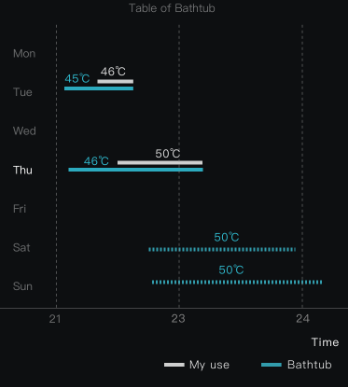 Table of Bathtub
Mon
46℃
45℃
Tue
Wed
50℃
46℃
Thu
Fri
50℃
Sat
50℃
Sun
21 23 24
Time
My use Bathtub